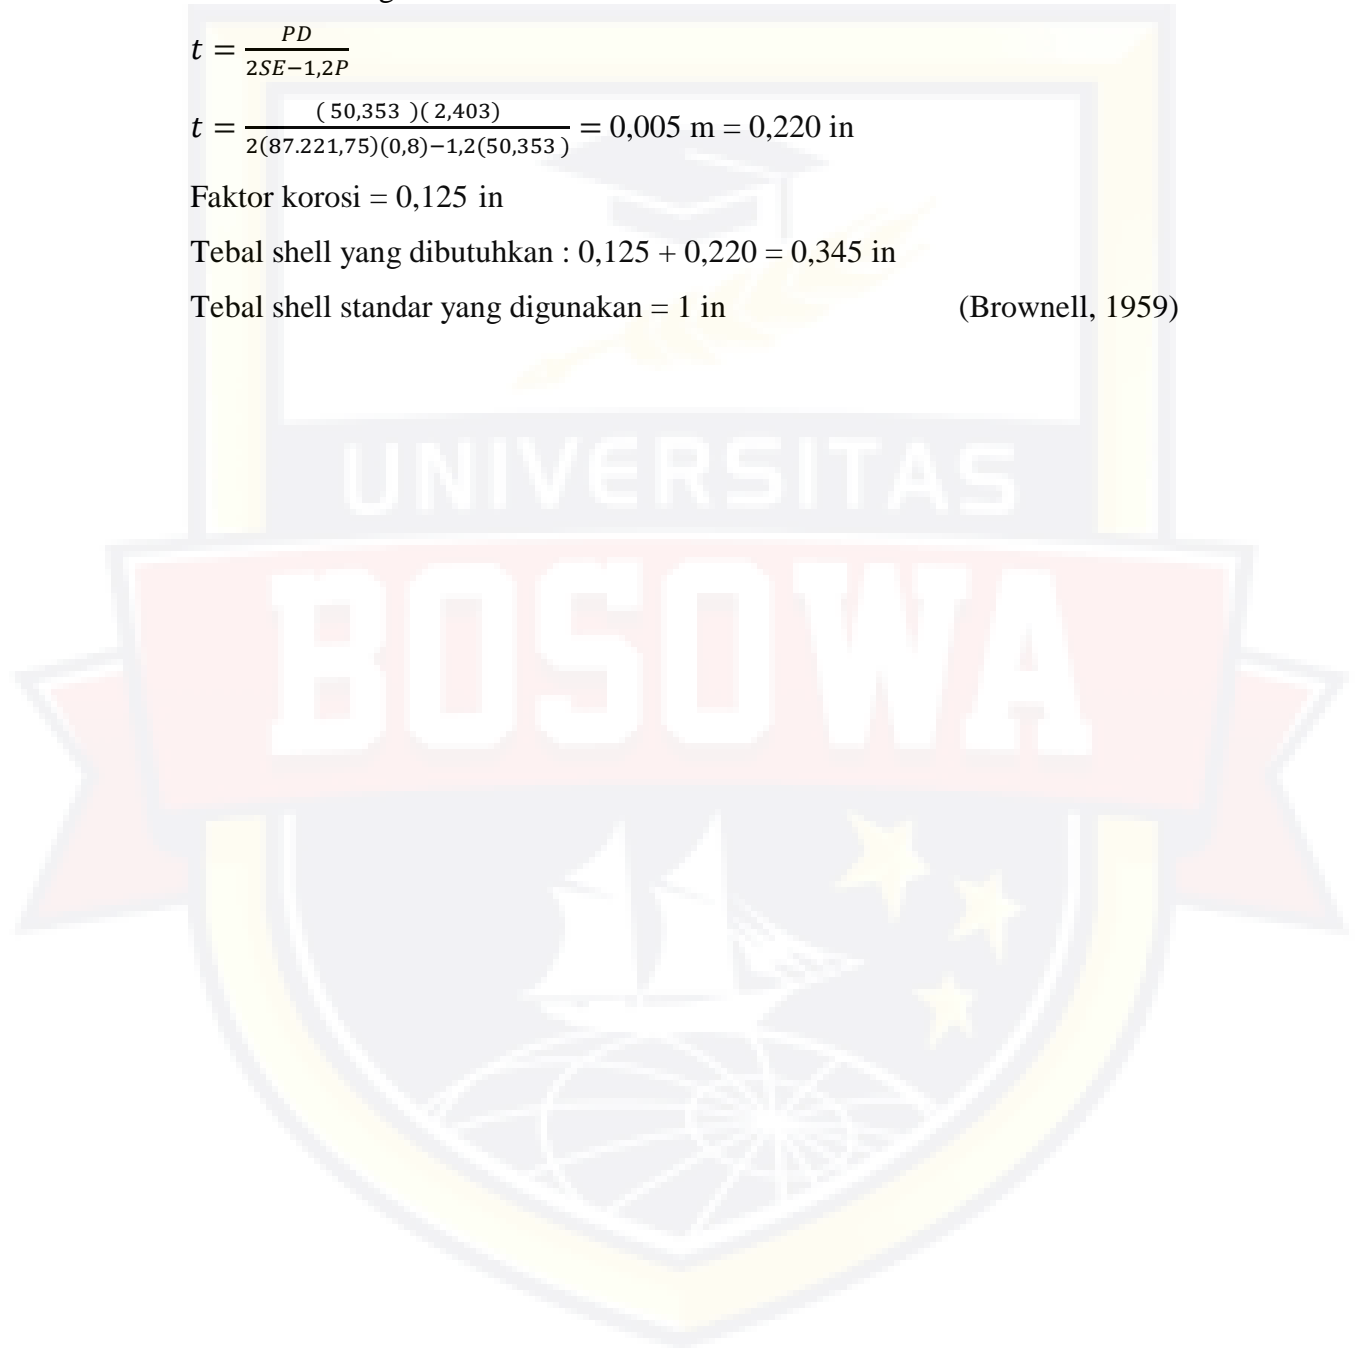 t = PD / 2SE−1,2P
t = ( 50,353 )( 2,403) / 2(87.221,75)(0,8)−1,2(50,353 ) = 0,005 m = 0,220 in
Faktor korosi = 0,125 in
Tebal shell yang dibutuhkan : 0,125 + 0,220 = 0,345 in
Tebal shell standar yang digunakan = 1 in (Brownell, 1959)
UNIVERSITAS
BOSOWA